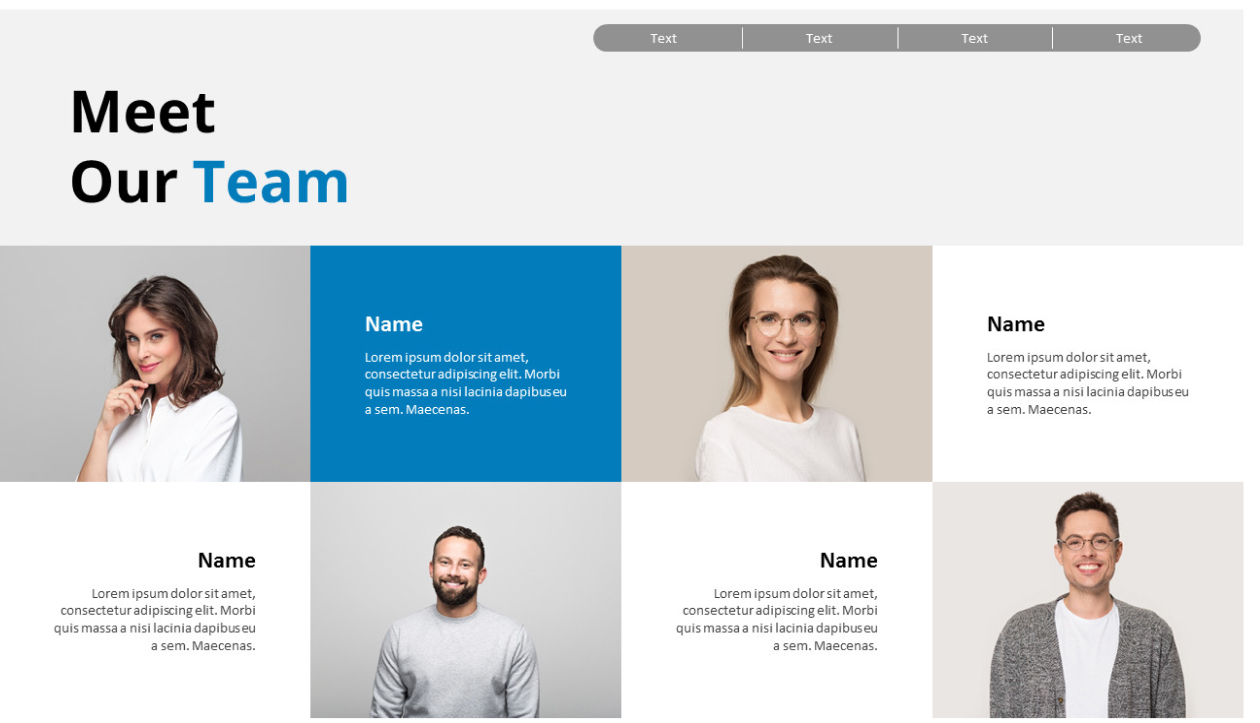 Text
Text
Text
Text
Meet
Our Team
Name
Lorem ipsum dolor sit amet,
consectetur adipiscing elit. Morbi
quis massa a nisi lacinia dapibus eu
a sem. Maecenas.
Name
Lorem ipsum dolor sit amet,
consectetur adipiscing elit. Morbi
quis massa a nisi lacinia dapibus eu
a sem. Maecenas.
Name
Lorem ipsum dolor sit amet,
consectetur adipiscing elit. Morbi
quis massa a nisi lacinia dapibus eu
a sem. Maecenas.
Name
Lorem ipsum dolor sit amet,
consectetur adipiscing elit. Morbi
quis massa a nisi lacinia dapibus eu
a sem. Maecenas.